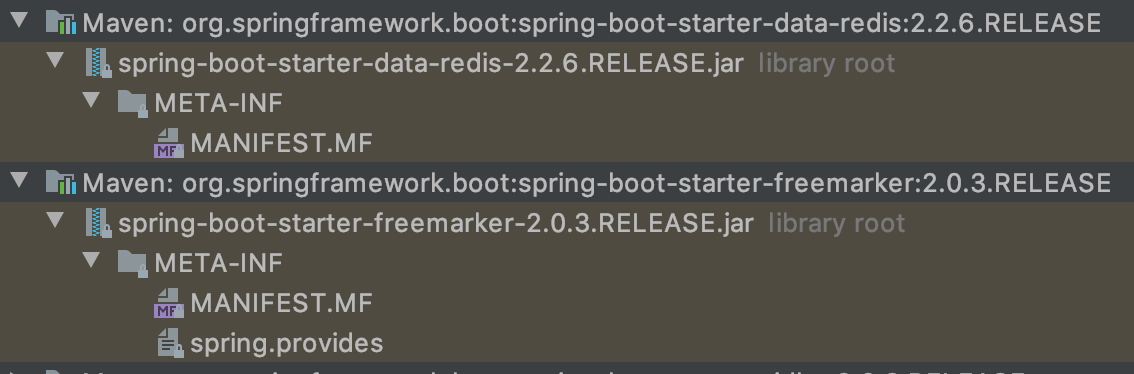 Maven: org.springframework.boot:spring-boot-starter-data-redis:2.2.6.RELEASE
spring-boot-starter-data-redis-2.2.6.RELEASE.jar library root
META-INF
MF MANIFEST.MF
Maven: org.springframework.boot:spring-boot-starter-freemarker:2.0.3.RELEASE
spring-boot-starter-freemarker-2.0.3.RELEASE.jar library root
META-INF
MF MANIFEST.MF
spring.provides